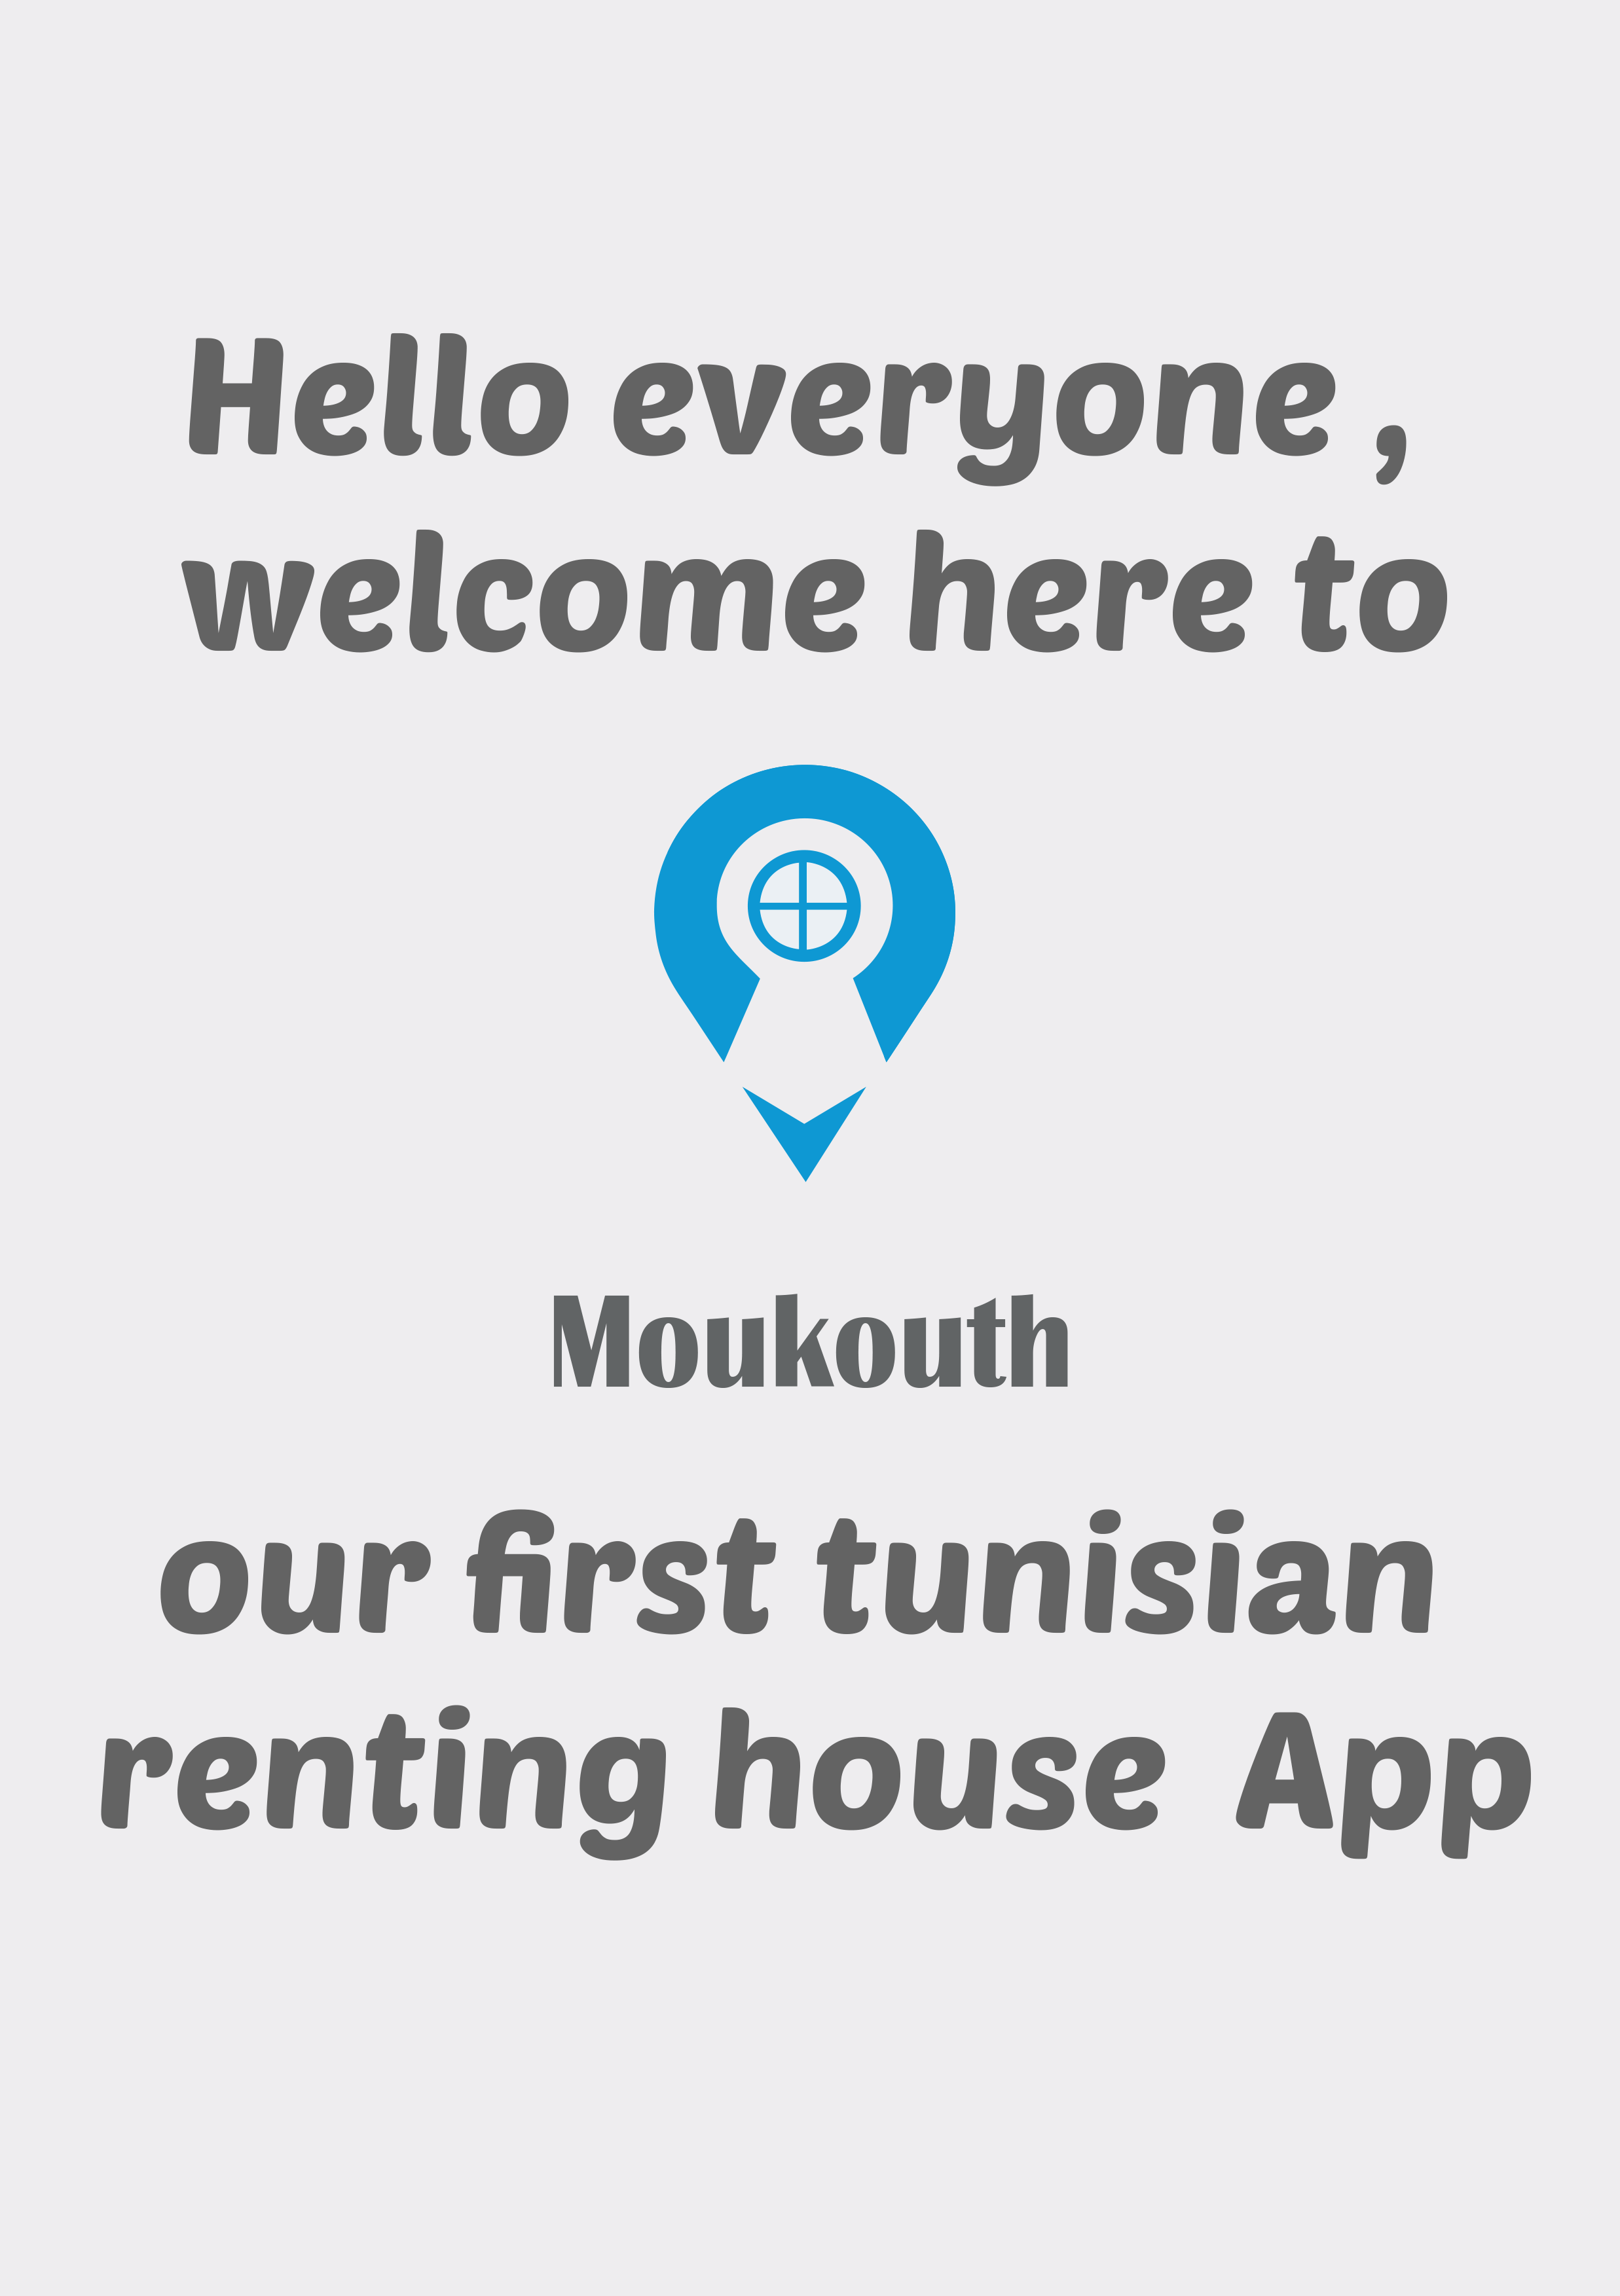 Hello everyone ,
welcome here to
Moukouth
our first tunisian
renting house App